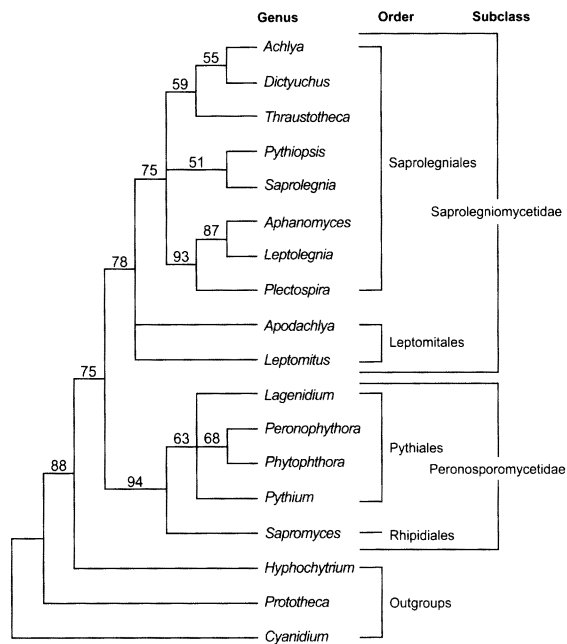 Genus Order Subclass
Achlya
55
Dictyuchus
59
Thraustotheca
Pythiopsis
51
75
Saprolegniales
Saprolegnia
Saprolegniomycetidae
Aphanomyces
87
Leptolegnia
93
78
Plectospira
Apodachlya
Leptomitales
Leptomitus
75
Lagenidium
Peronophythora
63 68
Pythiales
Phytophthora
Peronosporomycetidae
88
94
Pythium
Sapromyces
Rhipidiales
Hyphochytrium
Prototheca
Outgroups
Cyanidium